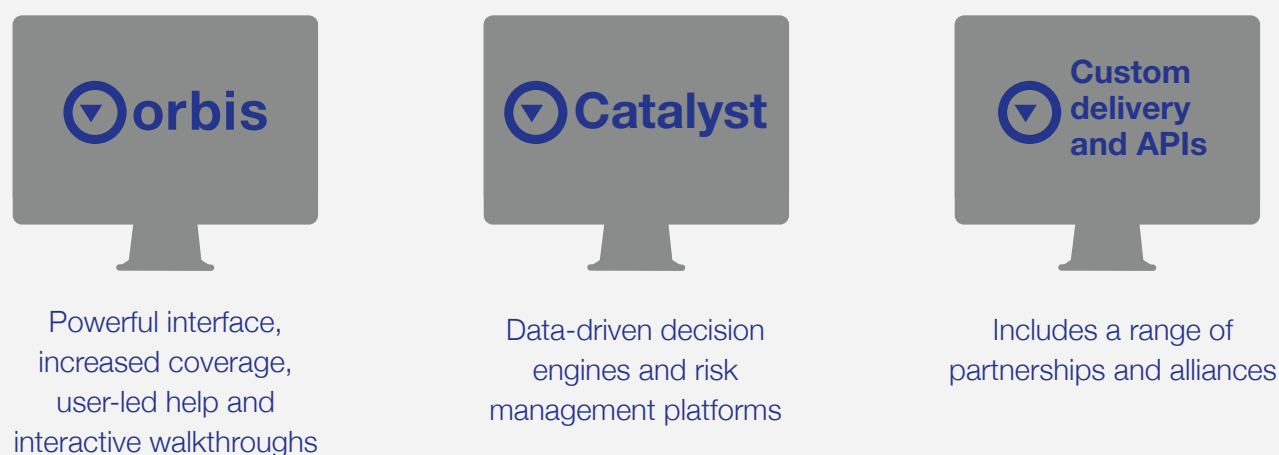 orbis
Powerful interface,
increased coverage,
user-led help and
interactive walkthroughs
Catalyst
Data-driven decision
engines and risk
management platforms
Custom
delivery
and APIs
Includes a range of
partnerships and alliances